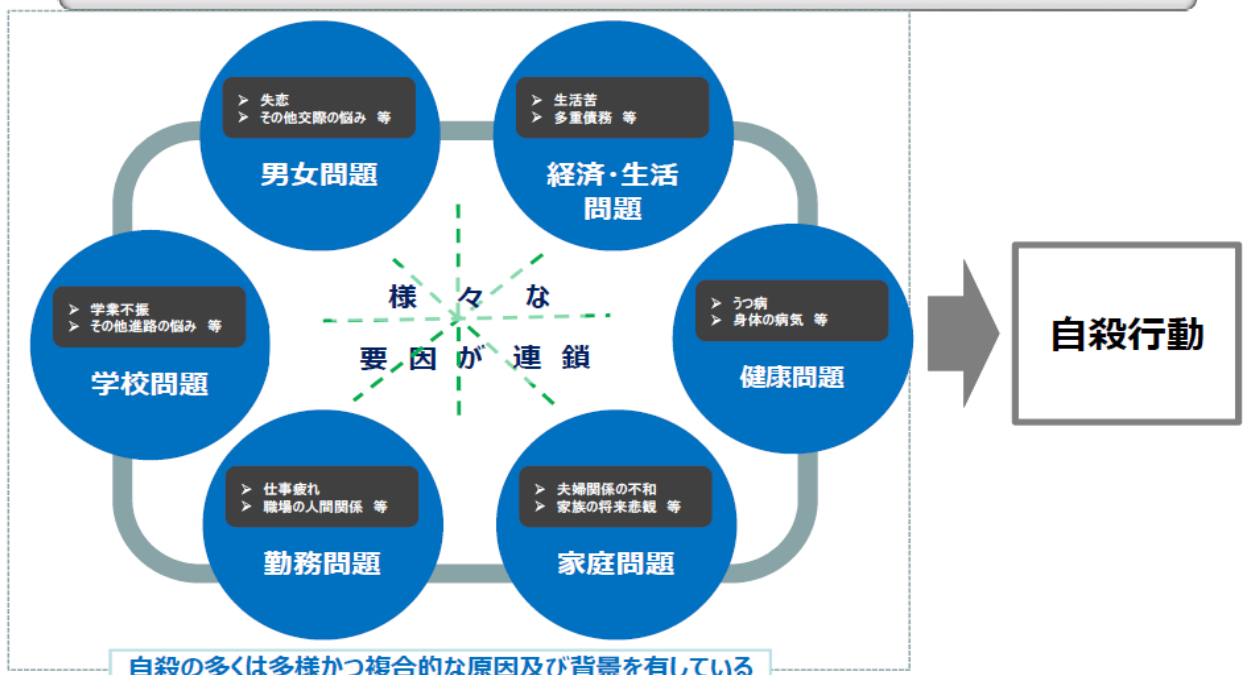 ➢ 失恋
➢ その他交際の悩み 等
男女問題
➢ 生活苦
➢ 多重債務 等
経済・生活
問題
➢ 学業不振
➢ その他進路の悩み 等
学校問題
様々な
要因が連鎖
➢ うつ病
➢ 身体の病気 等
健康問題
自殺行動
➢ 仕事疲れ
➢ 職場の人間関係 等
勤務問題
➢ 夫婦関係の不和
➢ 家族の将来悲観 等
家庭問題
自殺の多くは多様かつ複合的な原因及び背景を有している